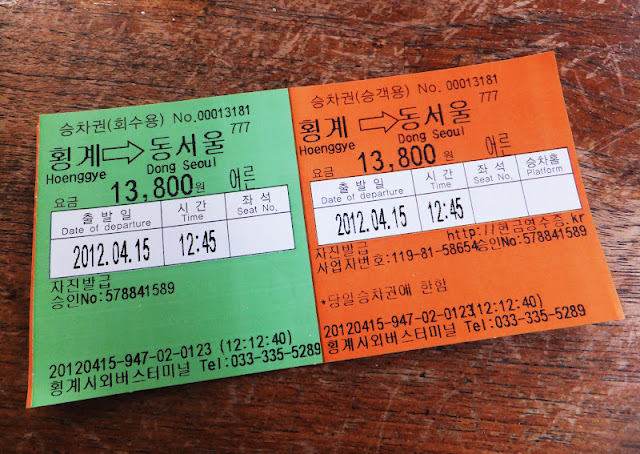 승차권(회수용) No.00013181
777
횡계 ⇨ 동서울
Hoenggye Dong Seoul
요금 13,800원 어른
출발일 시간 좌석
Date of departure Time Seat No.
2012.04.15 12:45
자진발급
승인No:578841589
20120415-947-02-0123 (12:12:40)
횡계시외버스터미널 Tel:033-335-5289
승차권(승객용) No. 00013181
777
횡계 ⇨ 동서울
Hoenggye Dong Seoul
요금 13,800원 어른
출발일 시간 좌석 승차홈
Date of departure Time Seat No. Platform
2012.04.15 12:45
http://현금영수증.kr
자진발급
사업자번호:119-81-58654승인No:578841589
*당일승차권에 한함
20120415-947-02-0123(12:12:40)
횡계시외버스터미널 Tel:033-335-5289